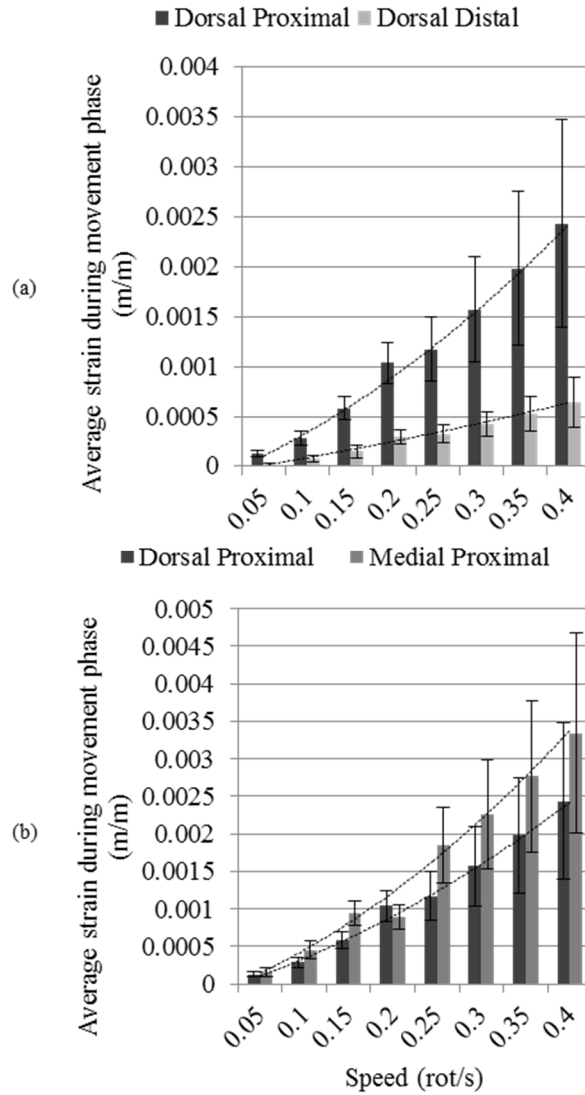 Dorsal Proximal Dorsal Distal
0.004
0.0035
0.003
0.0025
0.002
0.0015
0.001
0.0005
0
Average strain during movement phase
(m/m)
(a)
0.05 0.1 0.15 0.2 0.25 0.3 0.35 0.4
Dorsal Proximal Medial Proximal
0.005
0.0045
0.004
0.0035
0.003
0.0025
0.002
0.0015
0.001
0.0005
0
Average strain during movement phase
(m/m)
(b)
0.05 0.1 0.15 0.2 0.25 0.3 0.35 0.4
Speed (rot/s)